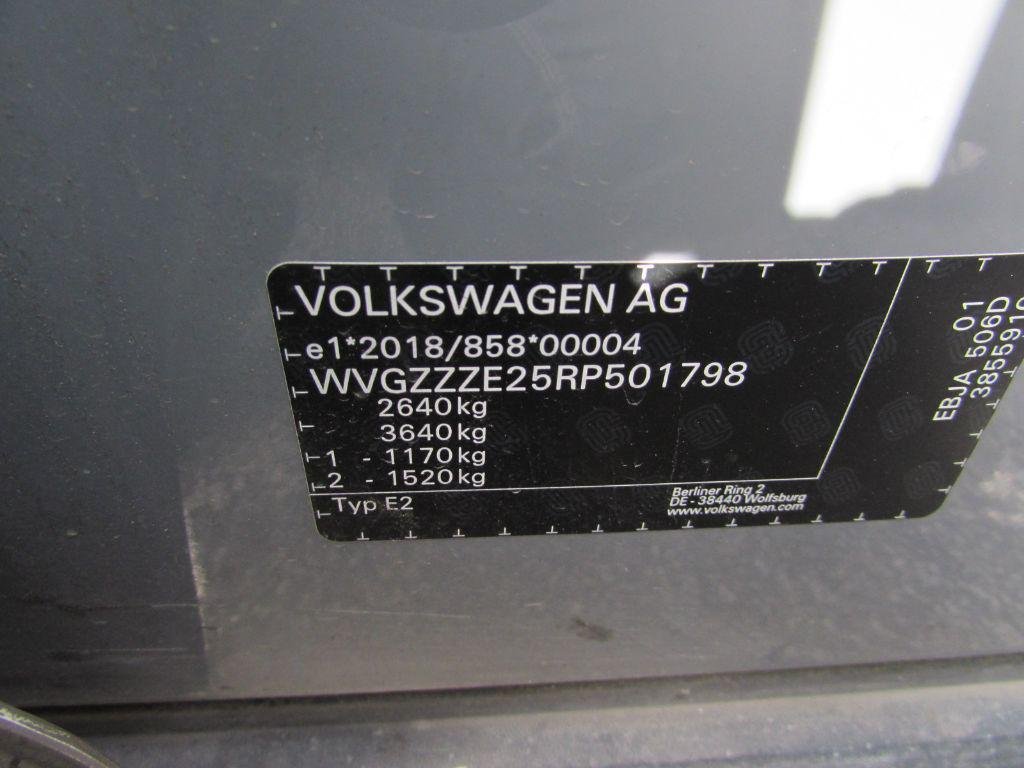 VOLKSWAGEN AG
e1*2018/858*00004
WVGZZZE25RP501798
2640kg
3640kg
1 - 1170kg
2 - 1520kg
Typ E2
Berliner Ring 2
DE - 38440 Wolfsburg
www.volkswagen.com
EBJA 506D
01
3855910